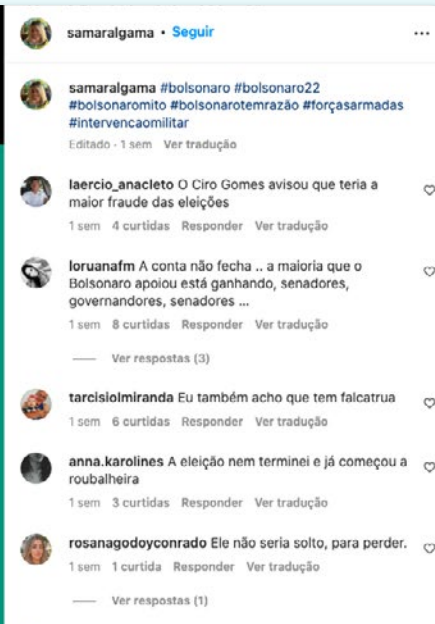 samaralgama • Seguir
samaralgama #bolsonaro #bolsonaro22
#bolsonaromito #bolsonarotemrazão #forçasarmadas
#intervencaomilitar
Editado · 1 sem Ver tradução
laercio_anacleto O Ciro Gomes avisou que teria a
maior fraude das eleições
1 sem 4 curtidas Responder Ver tradução
loruanafm A conta não fecha .. a maioria que o
Bolsonaro apoiou está ganhando, senadores,
governandores, senadores ...
1 sem 8 curtidas Responder Ver tradução
Ver respostas (3)
tarcisiolmiranda Eu também acho que tem falcatrua
1 sem 6 curtidas Responder Ver tradução
anna.karolines A eleição nem terminei e já começou a
roubalheira
1 sem 3 curtidas Responder Ver tradução
rosanagodoyconrado Ele não seria solto, para perder.
1 sem 1 curtida Responder Ver tradução
Ver respostas (1)